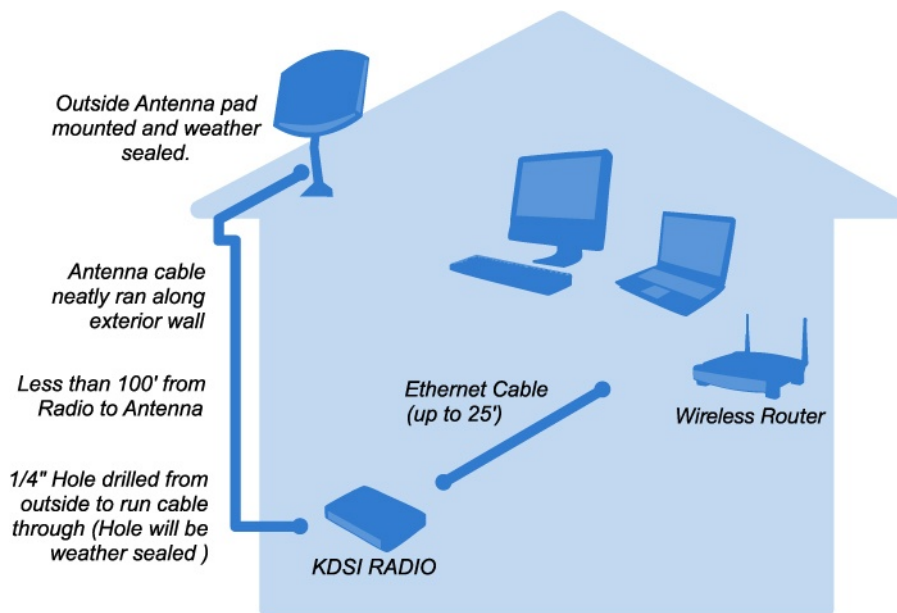 Outside Antenna pad
mounted and weather
sealed.
Antenna cable
neatly ran along
exterior wall
Less than 100' from
Radio to Antenna
Ethernet Cable
(up to 25')
Wireless Router
1/4" Hole drilled from
outside to run cable
through (Hole will be
weather sealed )
KDSI RADIO